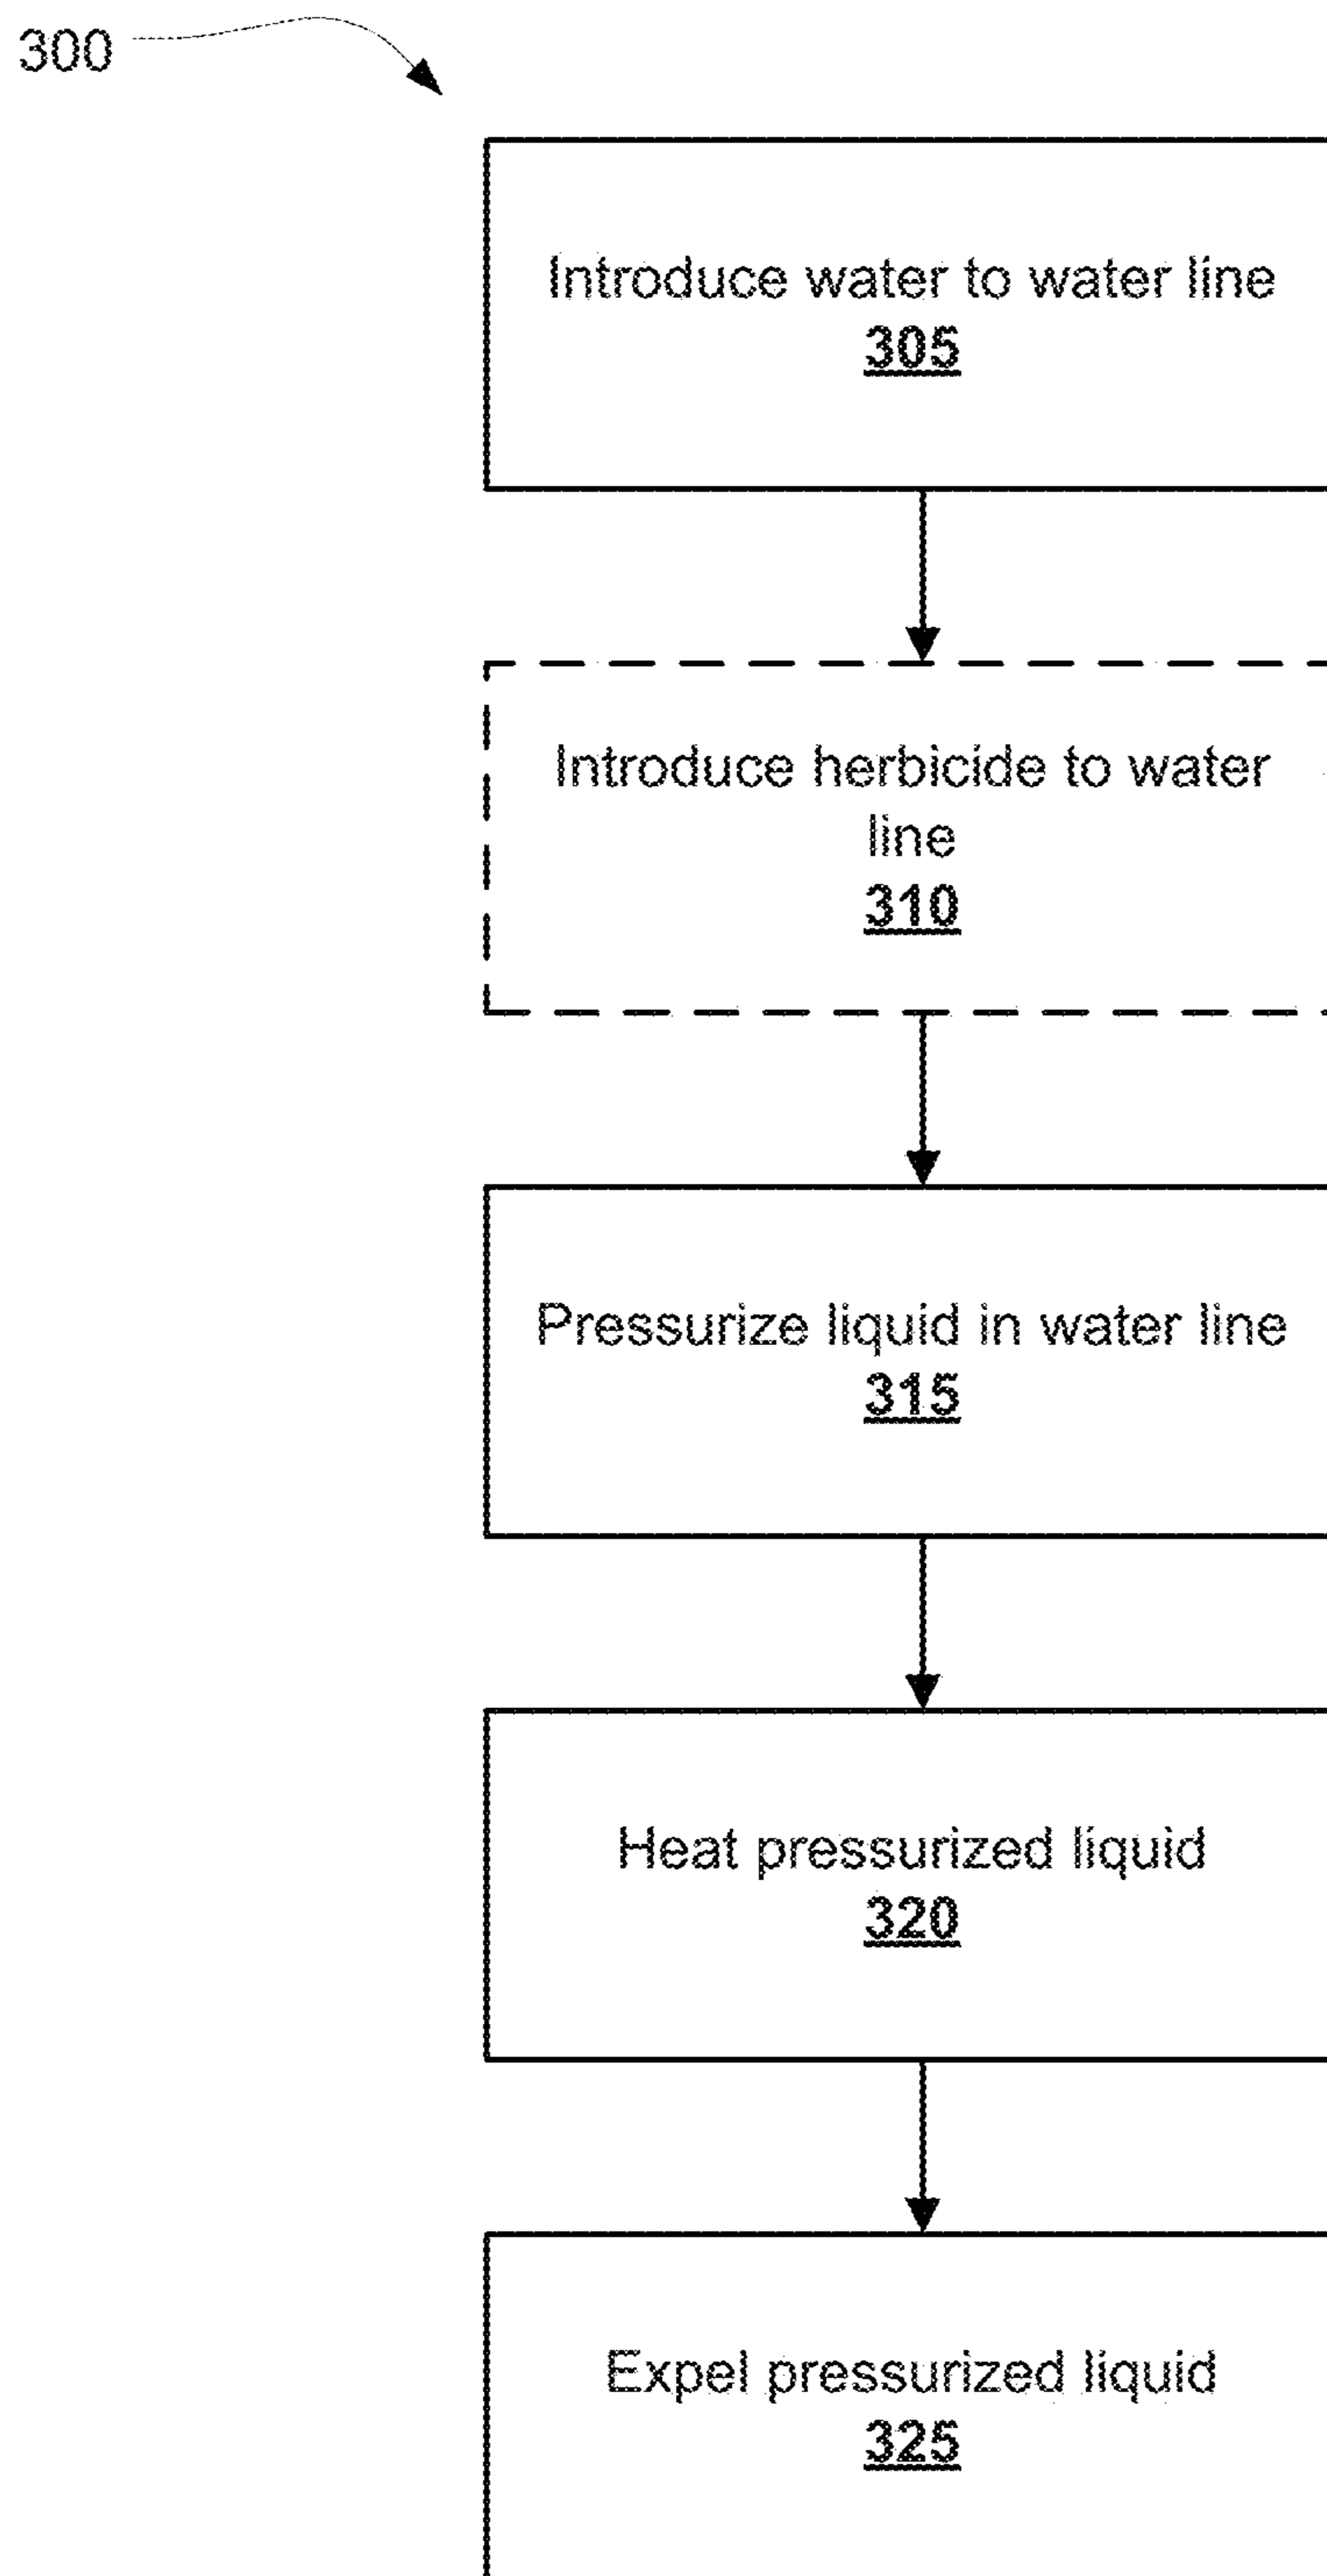 300
Introduce water to water line
305
Introduce herbicide to water
line
310
Pressurize liquid in water line
315
Heat pressurized liquid
320
Expel pressurized liquid
325